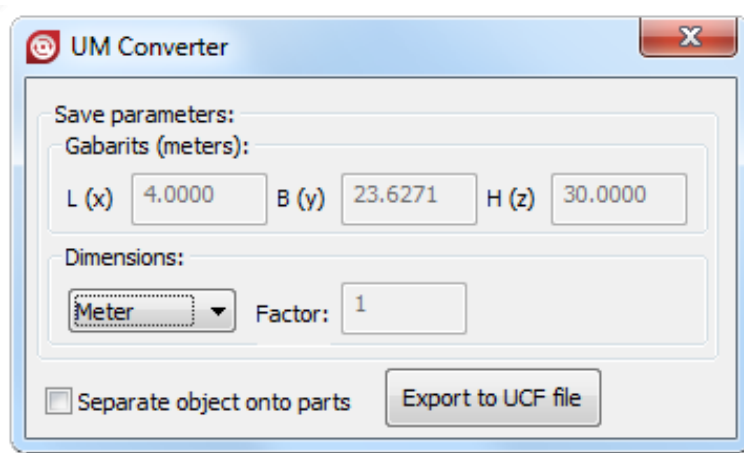 UM Converter
Save parameters:
Gabarits (meters):
L (x) 4.0000 B (y) 23.6271 H (z) 30.0000
Dimensions:
Meter Factor: 1
Separate object onto parts Export to UCF file